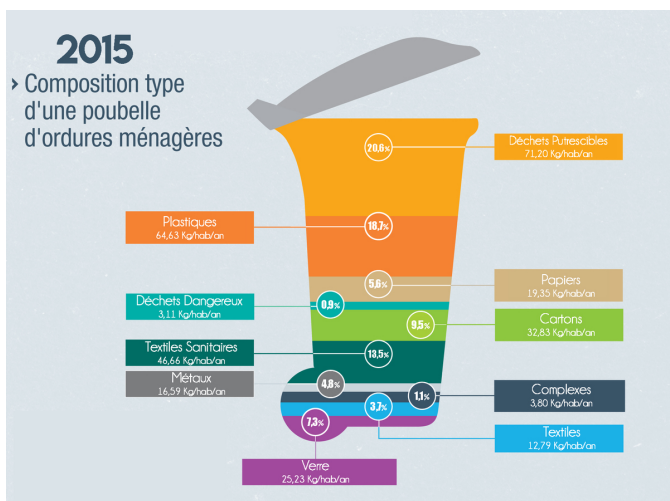 2015
› Composition type
d'une poubelle
d'ordures ménagères
20,6%
Déchets Putrescibles
71,20 Kg/hab/an
Plastiques
64,63 Kg/hab/an
18,7%
5,6%
Papiers
19,35 Kg/hab/an
Déchets Dangereux
3,11 Kg/hab/an
0,9%
9,5%
Cartons
32,83 Kg/hab/an
Textiles Sanitaires
46,66 Kg/hab/an
13,5%
Métaux
16,59 Kg/hab/an
4,8%
1,1%
Complexes
3,80 Kg/hab/an
3,7%
Textiles
12,79 Kg/hab/an
7,3%
Verre
25,23 Kg/hab/an